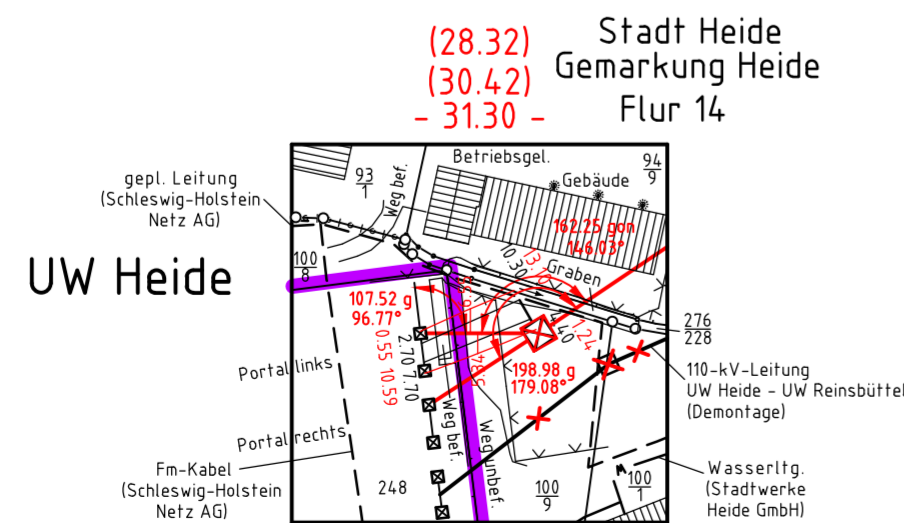 (28.32)
(30.42)
- 31.30 -
Stadt Heide
Gemarkung Heide
Flur 14
gepl. Leitung
(Schleswig-Holstein
Netz AG)
93
1
Weg bef.
Betriebsgel.
94
9
Gebäude
162.25 gon
146.03°
UW Heide
100
8
10.30
Graben
107.52 g
96.77°
4.40
1.24
276
228
0.55 10.59
2.70 7.70
198.98 g
179.08°
110-kV-Leitung
UW Heide - UW Reinsbüttel
(Demontage)
Portal links
Portal rechts
Weg bef.
Weg unbef.
Fm-Kabel
(Schleswig-Holstein
Netz AG)
248
100
9
100
1
Wasserltg.
(Stadtwerke
Heide GmbH)